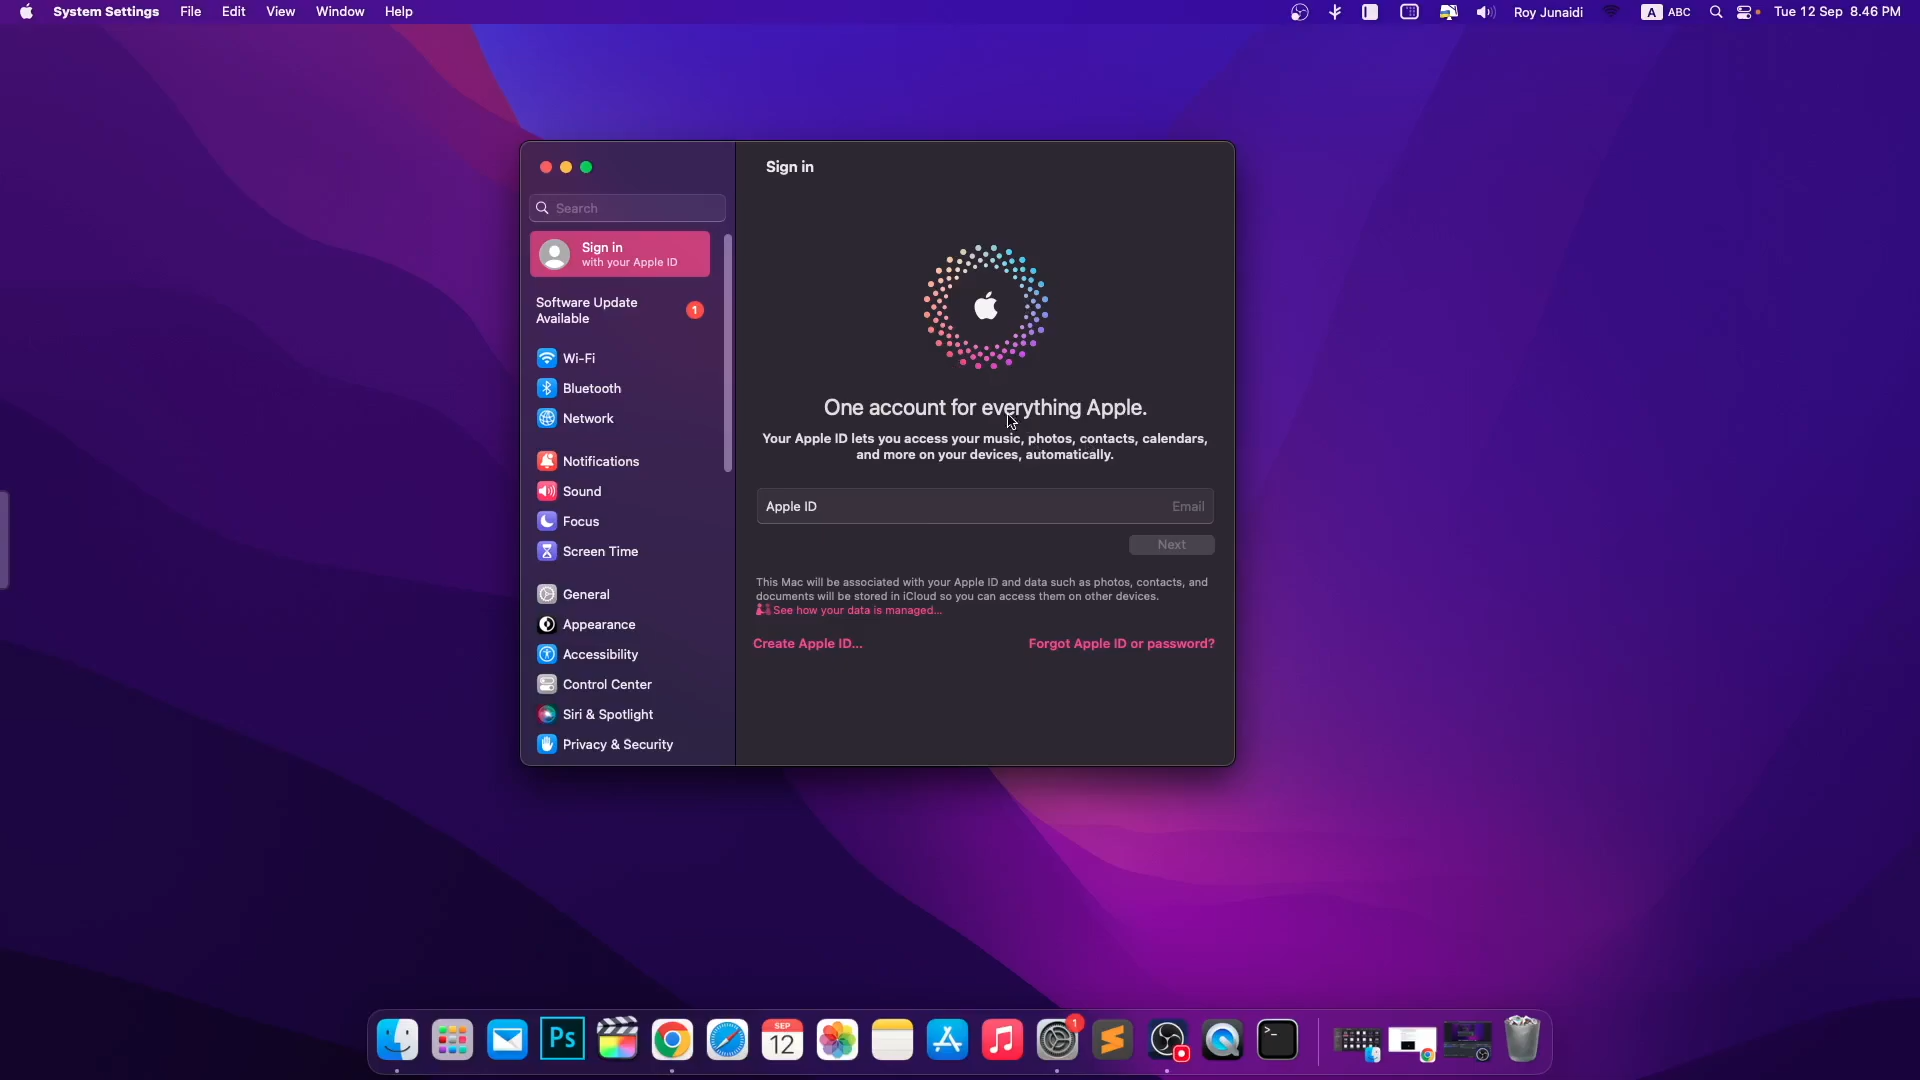 System Settings File Edit View Window Help
Roy Junaidi A ABC Tue 12 Sep 8.46 PM
Sign in
Search
Sign in
with your Apple ID
Software Update
Available
1
Wi-Fi
Bluetooth
Network
Notifications
Sound
Focus
Screen Time
General
Appearance
Accessibility
Control Center
Siri & Spotlight
Privacy & Security
One account for everything Apple.
Your Apple ID lets you access your music, photos, contacts, calendars,
and more on your devices, automatically.
Apple ID Email
Next
This Mac will be associated with your Apple ID and data such as photos, contacts, and
documents will be stored in iCloud so you can access them on other devices.
See how your data is managed...
Create Apple ID... Forgot Apple ID or password?
Ps
SEP
12
1
>_